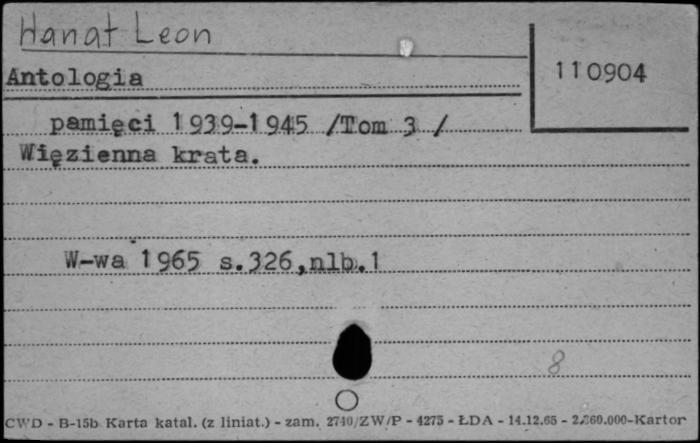 Hanat Leon
110904
Antologia
pamięci 1939-1945 /Tom 3 /
Więzienna krata.
W-wa 1965 s.326,nlb.1
8
CWD - B-15b Karta katal. (z liniat.) - zam. 2740/ZW/P - 4275 - ŁDA - 14.12.65 - 2.860.000-Kartor